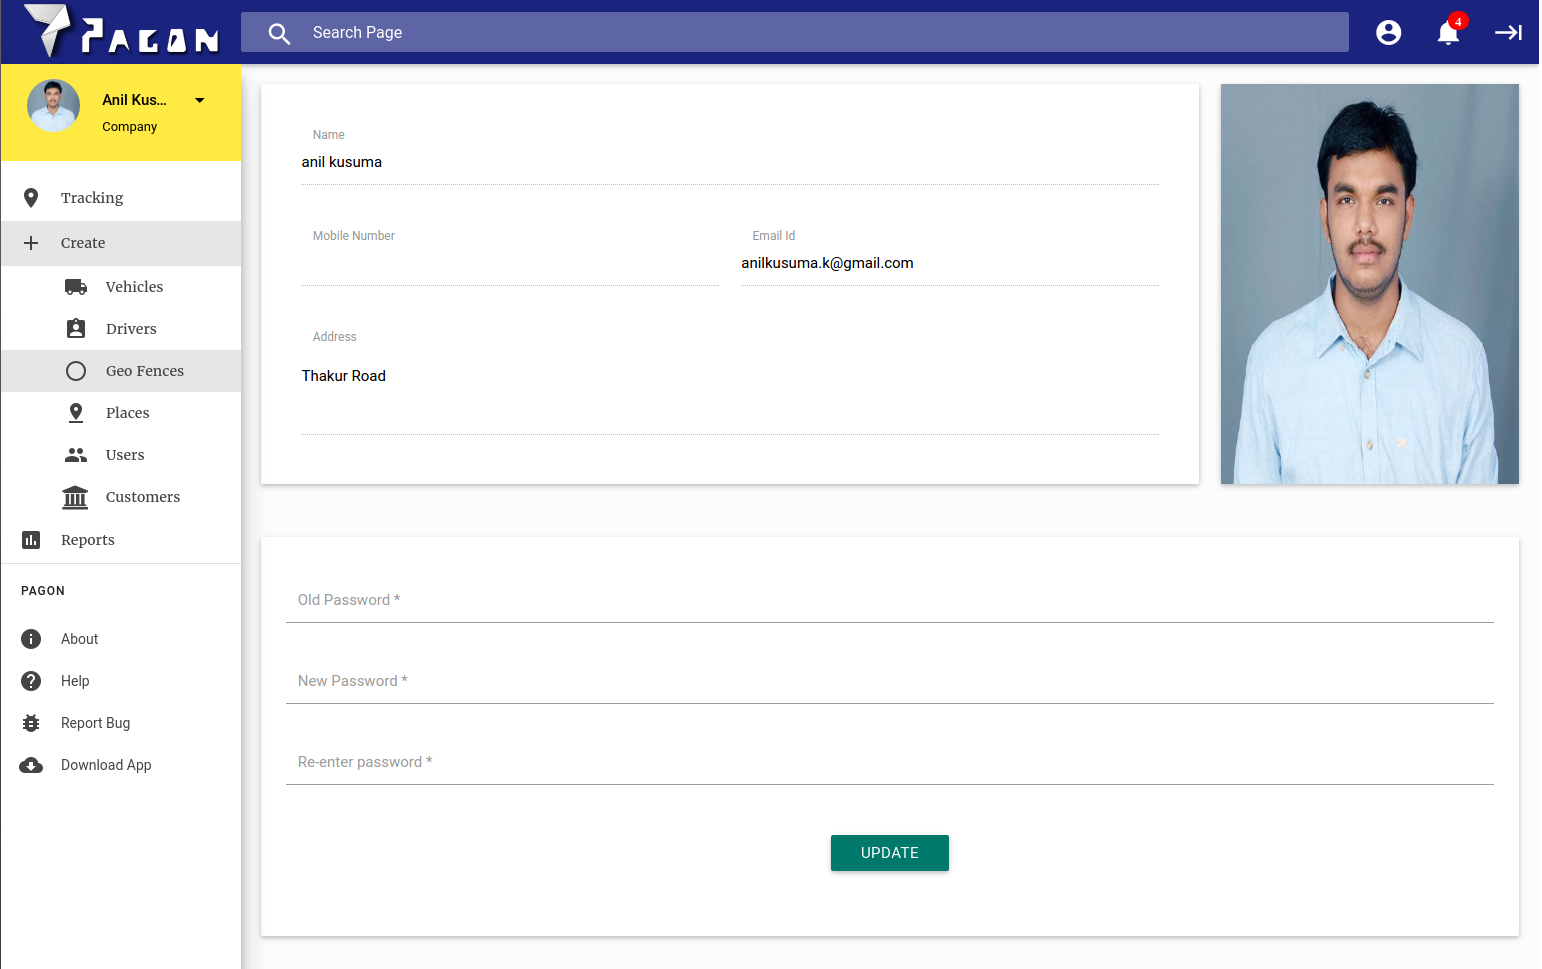 PAGON
Search Page
4
Anil Kus...
Company
Tracking
Create
Vehicles
Drivers
Geo Fences
Places
Users
Customers
Reports
PAGON
About
Help
Report Bug
Download App
Name
anil kusuma
Mobile Number
Email Id
anilkusuma.k@gmail.com
Address
Thakur Road
Old Password *
New Password *
Re-enter password *
UPDATE